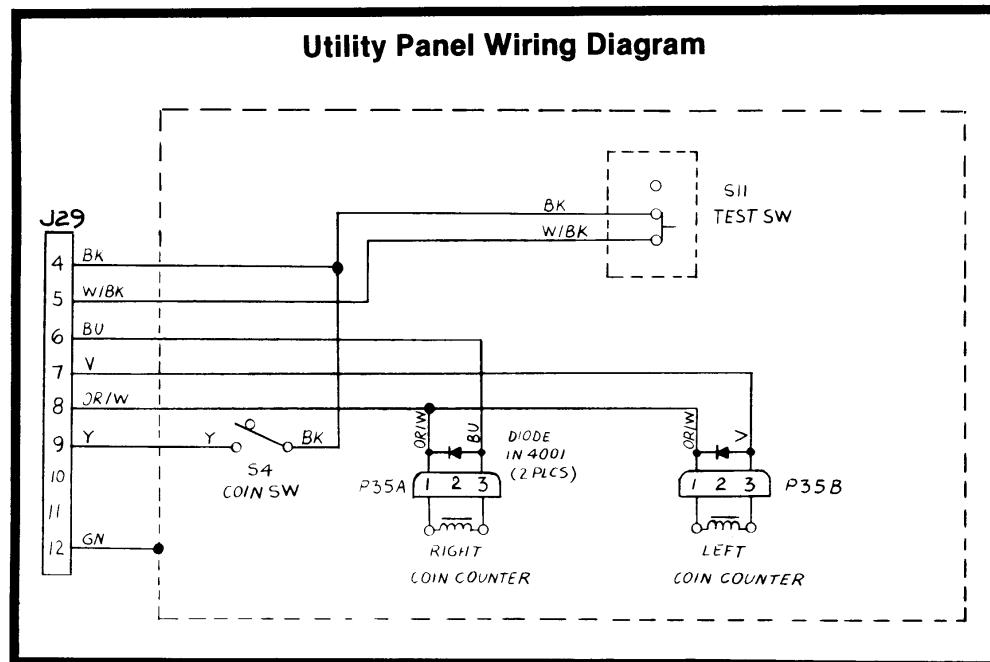 Utility Panel Wiring Diagram
J29
4 BK
5 W/BK
6 BU
7 V
8 OR/W
9 Y
10
11
12 GN
BK
W/BK
S11
TEST SW
Y
BK
S4
COIN SW
OR/W
BU
DIODE
IN 4001
(2 PLCS)
OR/W
V
P35A 1 2 3
1 2 3 P35B
RIGHT
COIN COUNTER
LEFT
COIN COUNTER